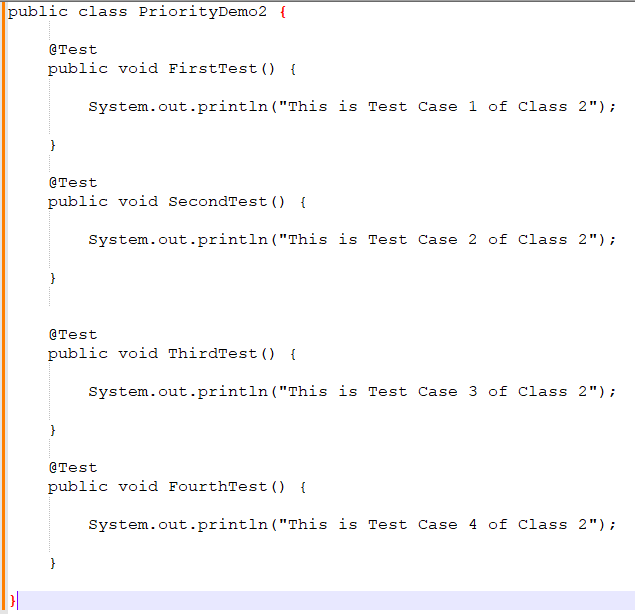 public class PriorityDemo2 {
@Test
public void FirstTest() {
System.out.println("This is Test Case 1 of Class 2");
}
@Test
public void SecondTest() {
System.out.println("This is Test Case 2 of Class 2");
}
@Test
public void ThirdTest() {
System.out.println("This is Test Case 3 of Class 2");
}
@Test
public void FourthTest() {
System.out.println("This is Test Case 4 of Class 2");
}
}